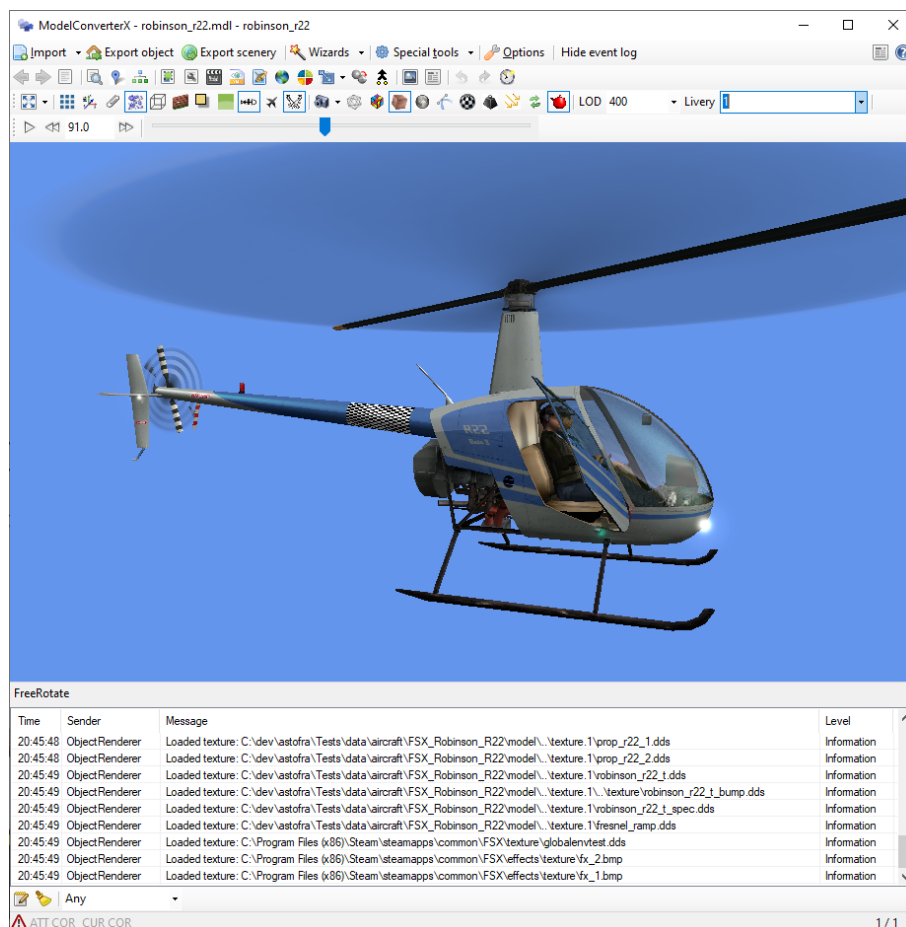 ModelConverterX - robinson_r22.mdl - robinson_r22
Import Export object Export scenery Wizards Special tools Options Hide event log
LOD 400 Livery 1
91.0
R22
Beta II
FreeRotate
Time Sender Message Level
20:45:48 ObjectRenderer Loaded texture: C:\dev\astofra\Tests\data\aircraft\FSX_Robinson_R22\model\..\texture.1\prop_r22_1.dds Information
20:45:48 ObjectRenderer Loaded texture: C:\dev\astofra\Tests\data\aircraft\FSX_Robinson_R22\model\..\texture.1\prop_r22_2.dds Information
20:45:49 ObjectRenderer Loaded texture: C:\dev\astofra\Tests\data\aircraft\FSX_Robinson_R22\model\..\texture.1\robinson_r22_t.dds Information
20:45:49 ObjectRenderer Loaded texture: C:\dev\astofra\Tests\data\aircraft\FSX_Robinson_R22\model\..\texture.1\..\texture\robinson_r22_t_bump.dds Information
20:45:49 ObjectRenderer Loaded texture: C:\dev\astofra\Tests\data\aircraft\FSX_Robinson_R22\model\..\texture.1\robinson_r22_t_spec.dds Information
20:45:49 ObjectRenderer Loaded texture: C:\dev\astofra\Tests\data\aircraft\FSX_Robinson_R22\model\..\texture.1\fresnel_ramp.dds Information
20:45:49 ObjectRenderer Loaded texture: C:\Program Files (x86)\Steam\steamapps\common\FSX\texture\globalenvtest.dds Information
20:45:49 ObjectRenderer Loaded texture: C:\Program Files (x86)\Steam\steamapps\common\FSX\effects\texture\fx_2.bmp Information
20:45:49 ObjectRenderer Loaded texture: C:\Program Files (x86)\Steam\steamapps\common\FSX\effects\texture\fx_1.bmp Information
Any
ATT COR CUR COR 1 / 1